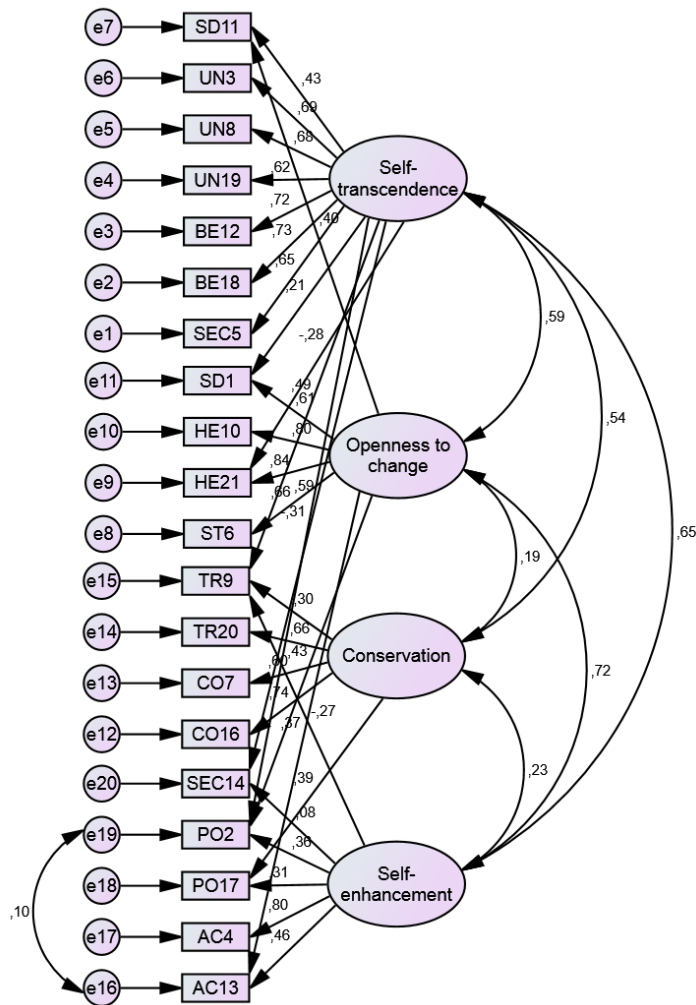 e7
SD11
,43
e6
UN3
,69
e5
UN8
,68
e4
UN19
,62
Self-
transcendence
,72
,40
e3
BE12
,73
,65
e2
BE18
,21
,59
e1
SEC5
-,28
e11
SD1
,49
,61
,54
e10
HE10
,80
Openness to
change
,84
e9
HE21
,66
,59
-,31
,65
e8
ST6
,19
e15
TR9
,30
e14
TR20
,66
,43
Conservation
,60
,72
e13
CO7
,74
-,27
,37
e12
CO16
,39
,23
e20
SEC14
,08
e19
PO2
,36
,31
Self-
enhancement
e18
PO17
,80
,10
e17
AC4
,46
e16
AC13